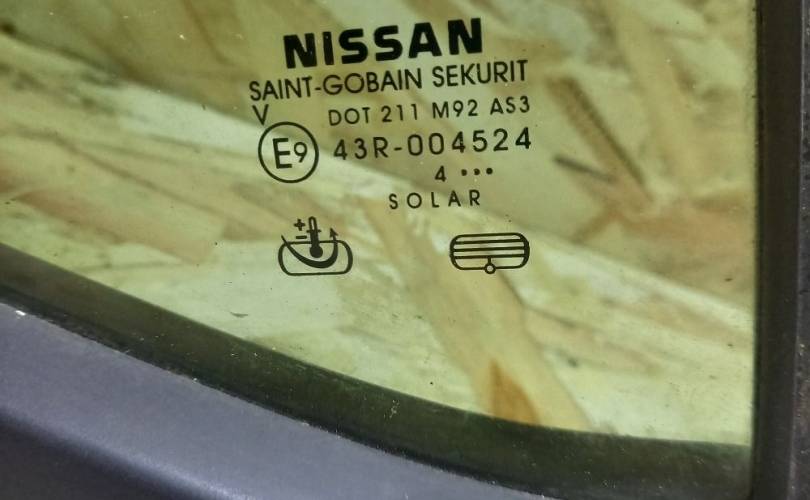 NISSAN
SAINT-GOBAIN SEKURIT
V DOT 211 M92 AS3
E9 43R-004524
4 •••
SOLAR
+
−